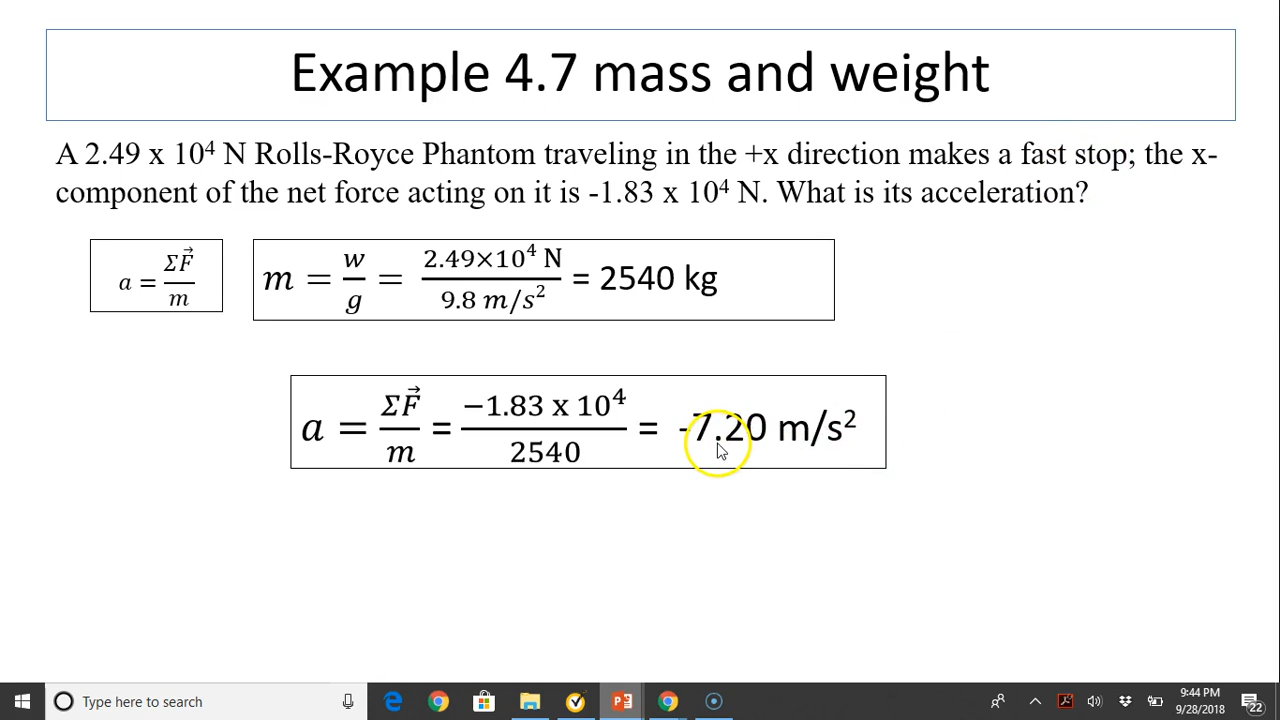 Example 4.7 mass and weight
A 2.49 x 10⁴ N Rolls-Royce Phantom traveling in the +x direction makes a fast stop; the x-
component of the net force acting on it is -1.83 x 10⁴ N. What is its acceleration?
a = ΣF⃗/m
m = w/g = 2.49×10⁴ N / 9.8 m/s² = 2540 kg
a = ΣF⃗/m = −1.83 x 10⁴ / 2540 = -7.20 m/s²
Type here to search
9:44 PM
9/28/2018
22